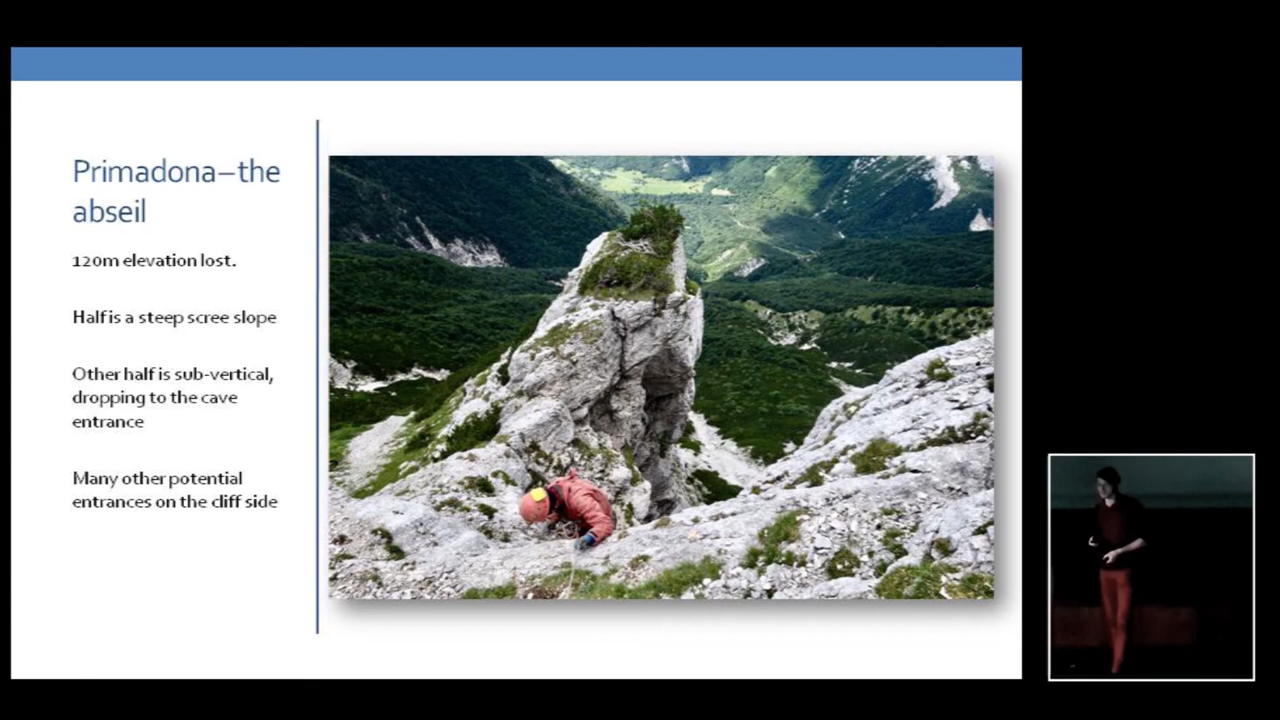 Primadona–the
abseil
120m elevation lost.
Half is a steep scree slope
Other half is sub-vertical,
dropping to the cave
entrance
Many other potential
entrances on the cliff side